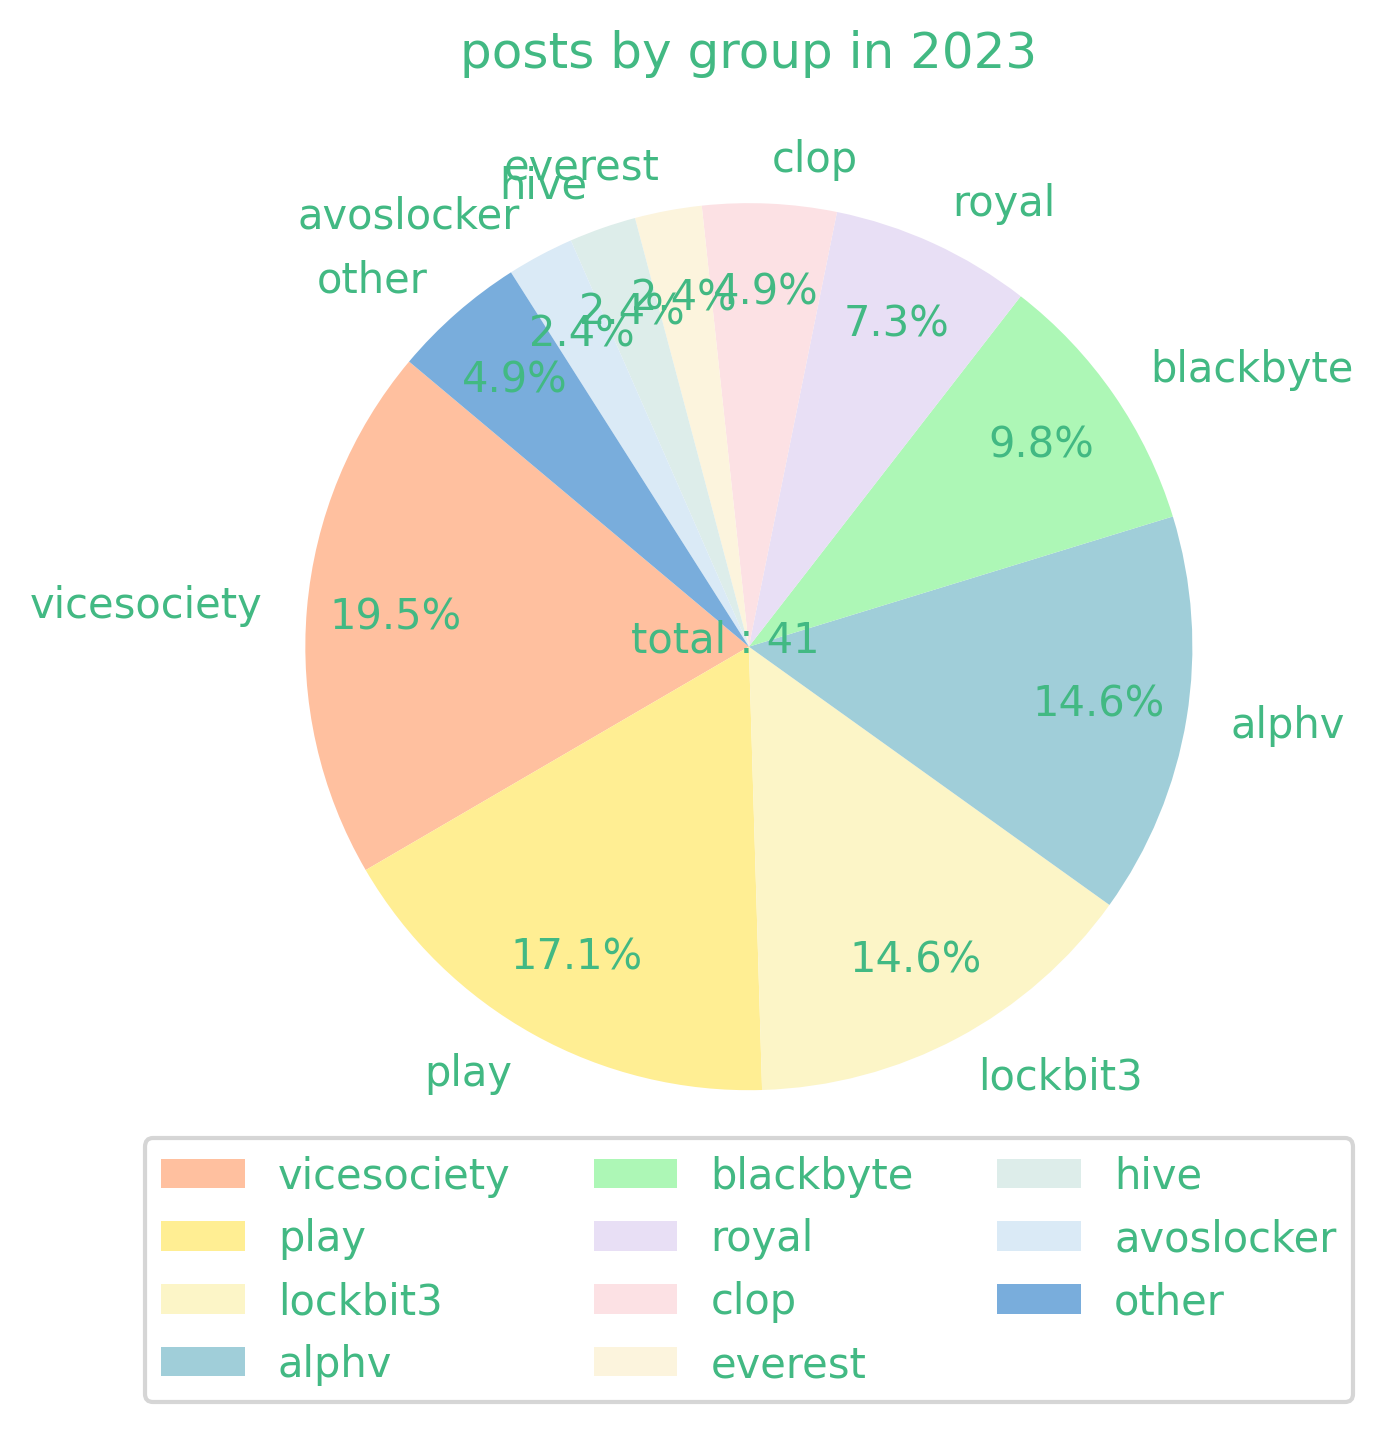 posts by group in 2023
everest
clop
hive
royal
avoslocker
other
blackbyte
vicesociety
alphv
play
lockbit3
4.9%
2.4%
2.4%
2.4%
4.9%
7.3%
9.8%
19.5%
total : 41
14.6%
17.1%
14.6%
vicesociety
play
lockbit3
alphv
blackbyte
royal
clop
everest
hive
avoslocker
other